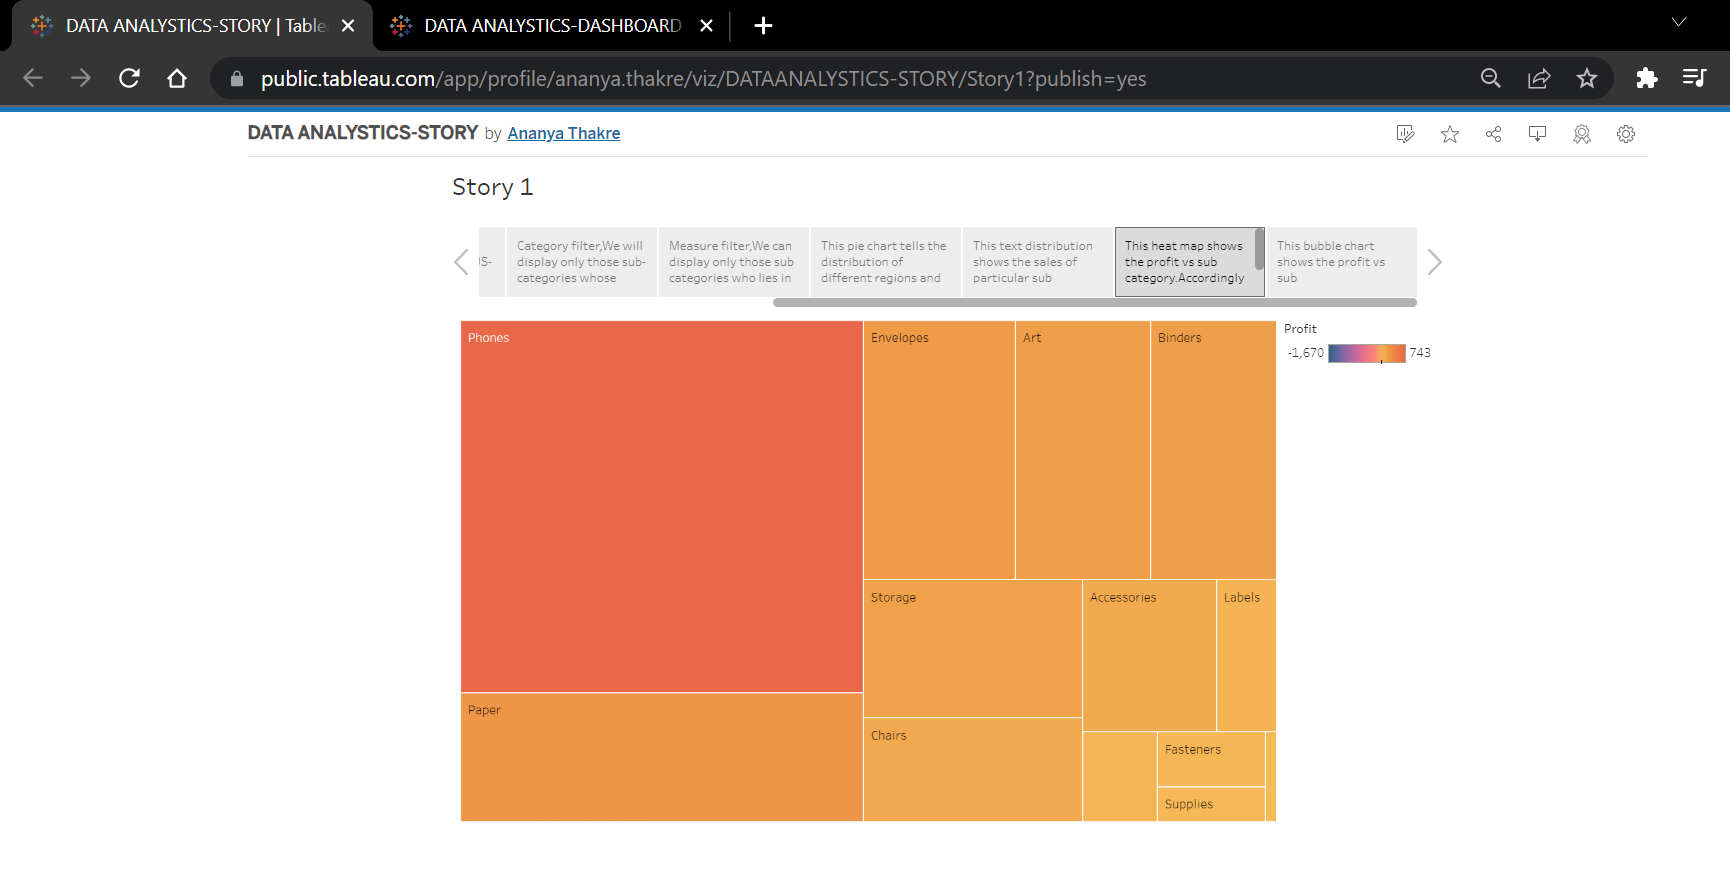 DATA ANALYSTICS-STORY | Table
DATA ANALYSTICS-DASHBOARD
public.tableau.com/app/profile/ananya.thakre/viz/DATAANALYSTICS-STORY/Story1?publish=yes
DATA ANALYSTICS-STORY by Ananya Thakre
Story 1
Category filter,We will
display only those sub-
categories whose
Measure filter,We can
display only those sub
categories who lies in
This pie chart tells the
distribution of
different regions and
This text distribution
shows the sales of
particular sub
This heat map shows
the profit vs sub
category.Accordingly
This bubble chart
shows the profit vs
sub
Phones
Envelopes
Art
Binders
Profit
-1,670
743
Storage
Accessories
Labels
Paper
Chairs
Fasteners
Supplies